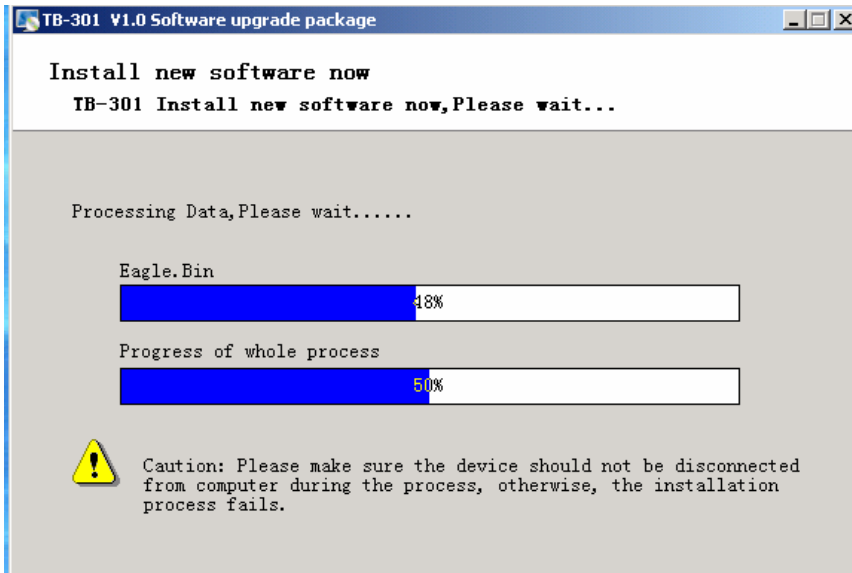 TB-301 V1.0 Software upgrade package
Install new software now
TB-301 Install new software now,Please wait...
Processing Data,Please wait......
Eagle.Bin
48%
Progress of whole process
50%
Caution: Please make sure the device should not be disconnected
from computer during the process, otherwise, the installation
process fails.